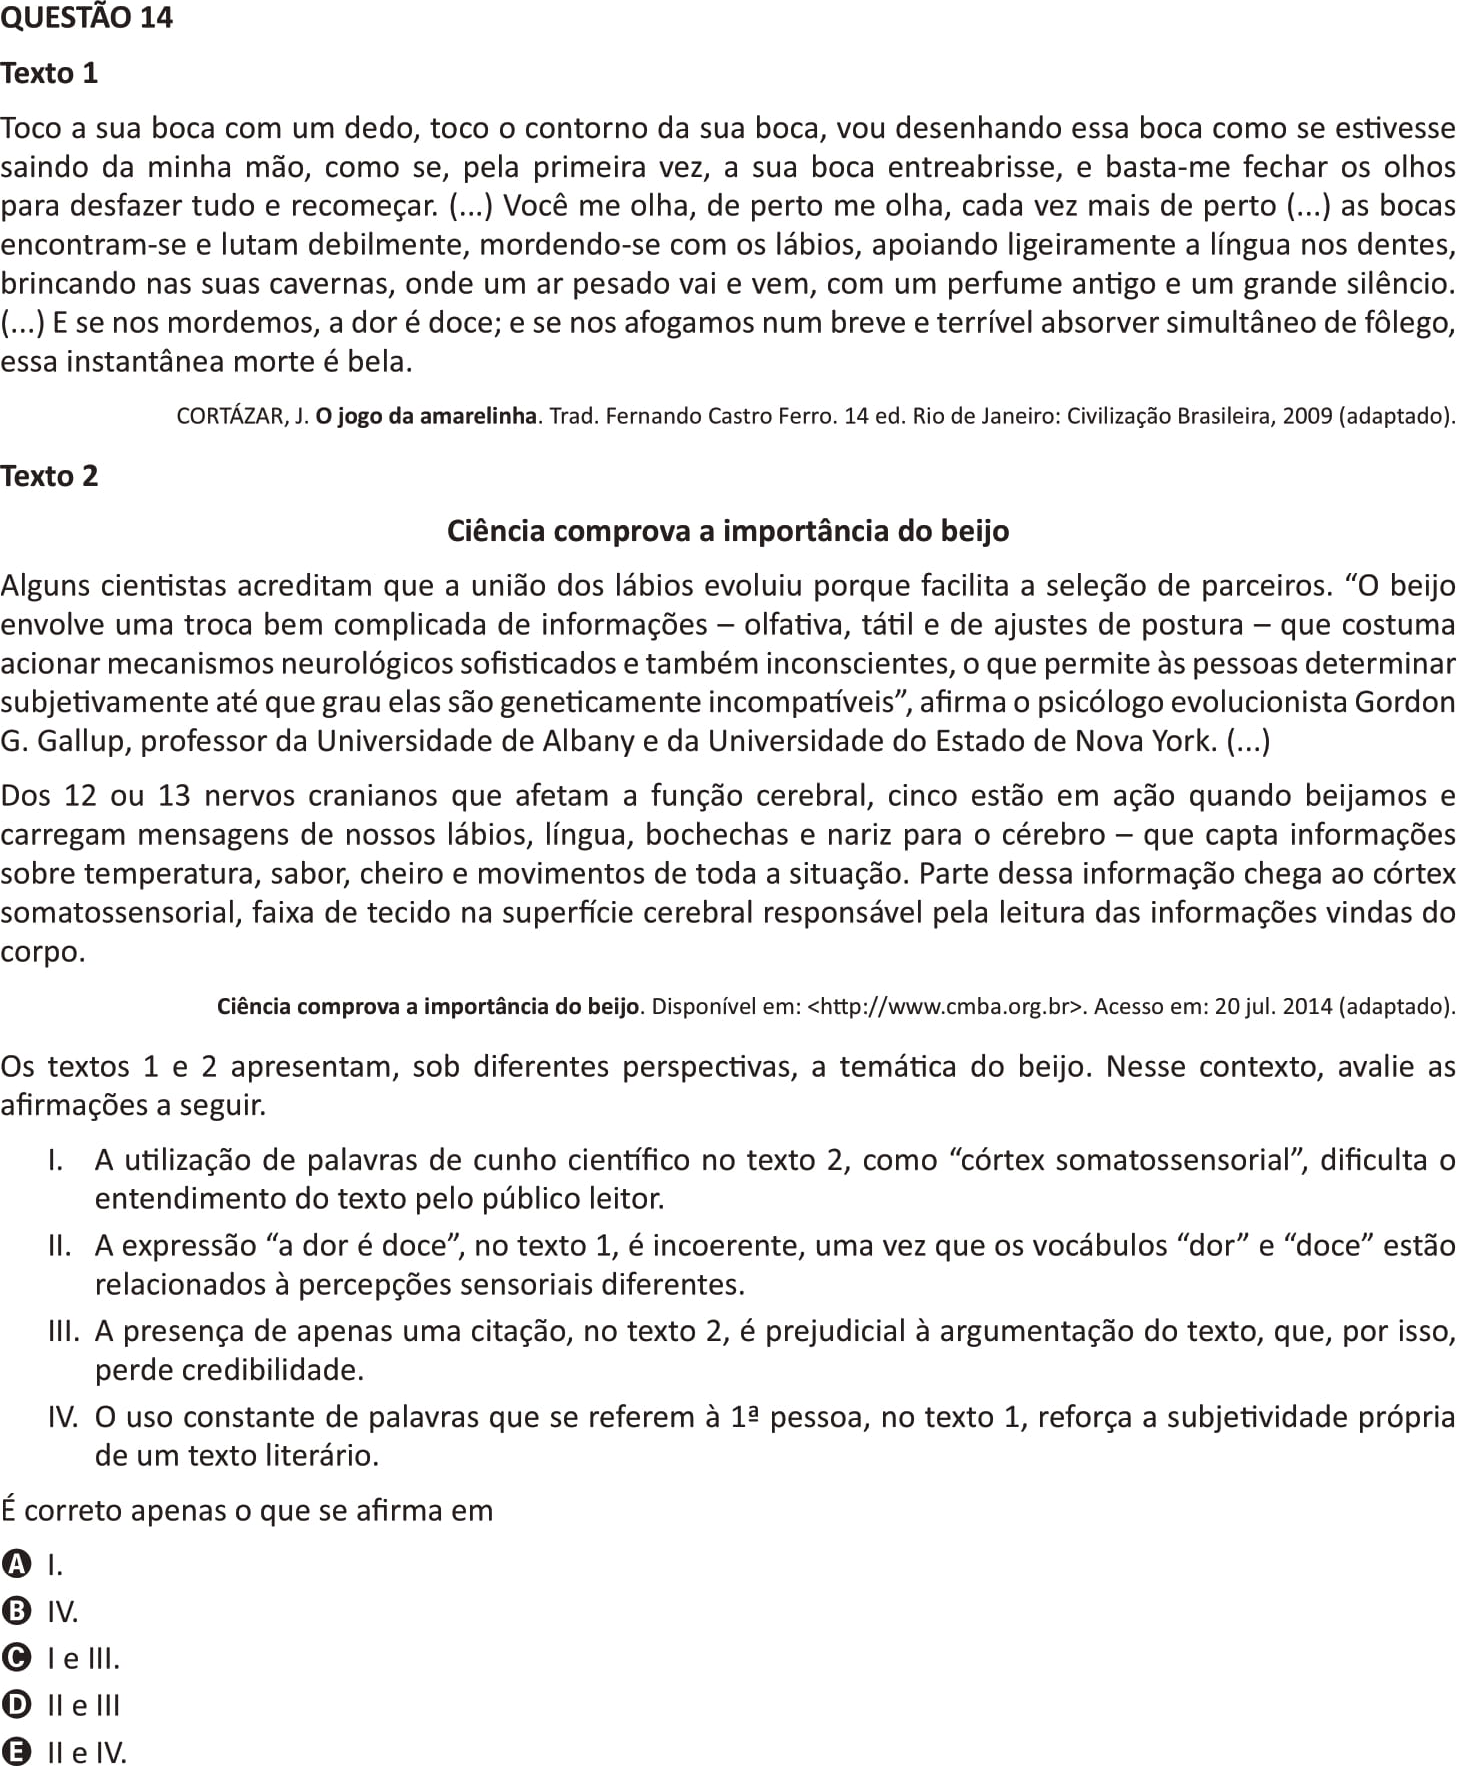 QUESTÃO 14
Texto 1
Toco a sua boca com um dedo, toco o contorno da sua boca, vou desenhando essa boca como se estivesse
saindo da minha mão, como se, pela primeira vez, a sua boca entreabrisse, e basta-me fechar os olhos
para desfazer tudo e recomeçar. (...) Você me olha, de perto me olha, cada vez mais de perto (...) as bocas
encontram-se e lutam debilmente, mordendo-se com os lábios, apoiando ligeiramente a língua nos dentes,
brincando nas suas cavernas, onde um ar pesado vai e vem, com um perfume antigo e um grande silêncio.
(...) E se nos mordemos, a dor é doce; e se nos afogamos num breve e terrível absorver simultâneo de fôlego,
essa instantânea morte é bela.
CORTÁZAR, J. O jogo da amarelinha. Trad. Fernando Castro Ferro. 14 ed. Rio de Janeiro: Civilização Brasileira, 2009 (adaptado).
Texto 2
Ciência comprova a importância do beijo
Alguns cientistas acreditam que a união dos lábios evoluiu porque facilita a seleção de parceiros. “O beijo
envolve uma troca bem complicada de informações – olfativa, tátil e de ajustes de postura – que costuma
acionar mecanismos neurológicos sofisticados e também inconscientes, o que permite às pessoas determinar
subjetivamente até que grau elas são geneticamente incompatíveis”, afirma o psicólogo evolucionista Gordon
G. Gallup, professor da Universidade de Albany e da Universidade do Estado de Nova York. (...)
Dos 12 ou 13 nervos cranianos que afetam a função cerebral, cinco estão em ação quando beijamos e
carregam mensagens de nossos lábios, língua, bochechas e nariz para o cérebro – que capta informações
sobre temperatura, sabor, cheiro e movimentos de toda a situação. Parte dessa informação chega ao córtex
somatossensorial, faixa de tecido na superfície cerebral responsável pela leitura das informações vindas do
corpo.
Ciência comprova a importância do beijo. Disponível em: <http://www.cmba.org.br>. Acesso em: 20 jul. 2014 (adaptado).
Os textos 1 e 2 apresentam, sob diferentes perspectivas, a temática do beijo. Nesse contexto, avalie as
afirmações a seguir.
I. A utilização de palavras de cunho científico no texto 2, como “córtex somatossensorial”, dificulta o
entendimento do texto pelo público leitor.
II. A expressão “a dor é doce”, no texto 1, é incoerente, uma vez que os vocábulos “dor” e “doce” estão
relacionados à percepções sensoriais diferentes.
III. A presença de apenas uma citação, no texto 2, é prejudicial à argumentação do texto, que, por isso,
perde credibilidade.
IV. O uso constante de palavras que se referem à 1ª pessoa, no texto 1, reforça a subjetividade própria
de um texto literário.
É correto apenas o que se afirma em
A I.
B IV.
C I e III.
D II e III
E II e IV.